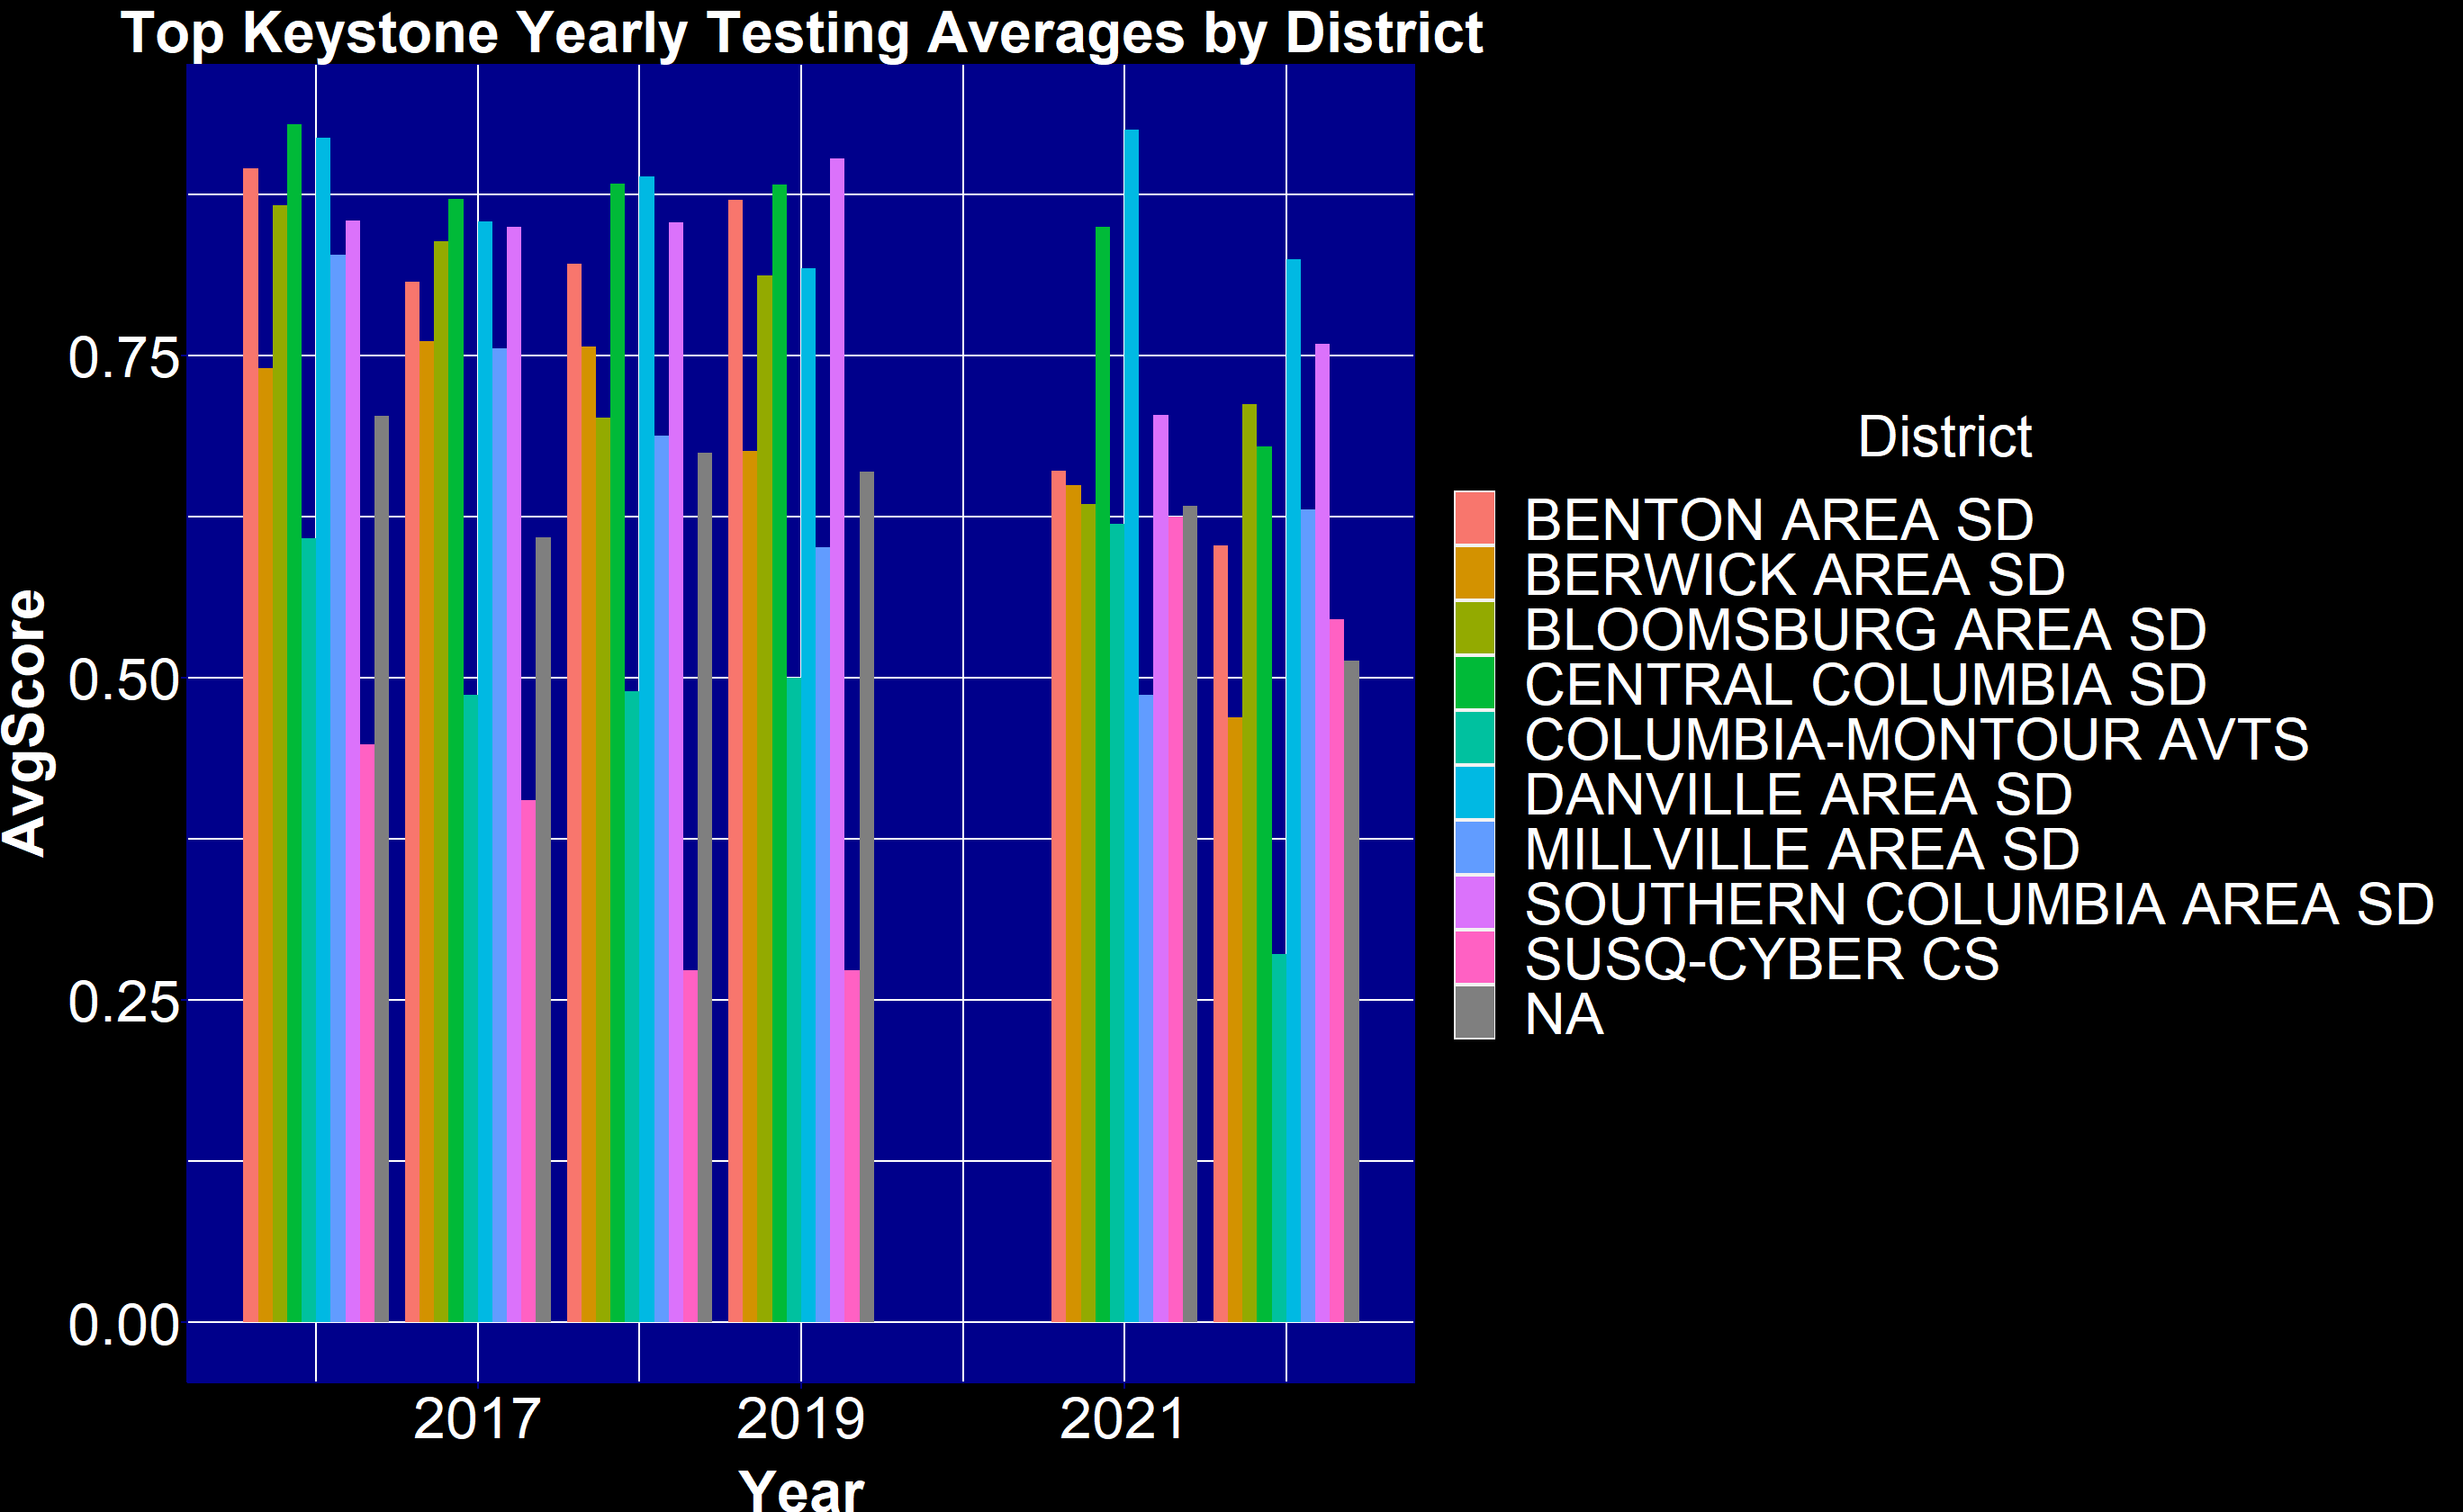 Top Keystone Yearly Testing Averages by District
AvgScore
0.75
0.50
0.25
0.00
2017 2019 2021
Year
District
BENTON AREA SD
BERWICK AREA SD
BLOOMSBURG AREA SD
CENTRAL COLUMBIA SD
COLUMBIA-MONTOUR AVTS
DANVILLE AREA SD
MILLVILLE AREA SD
SOUTHERN COLUMBIA AREA SD
SUSQ-CYBER CS
NA